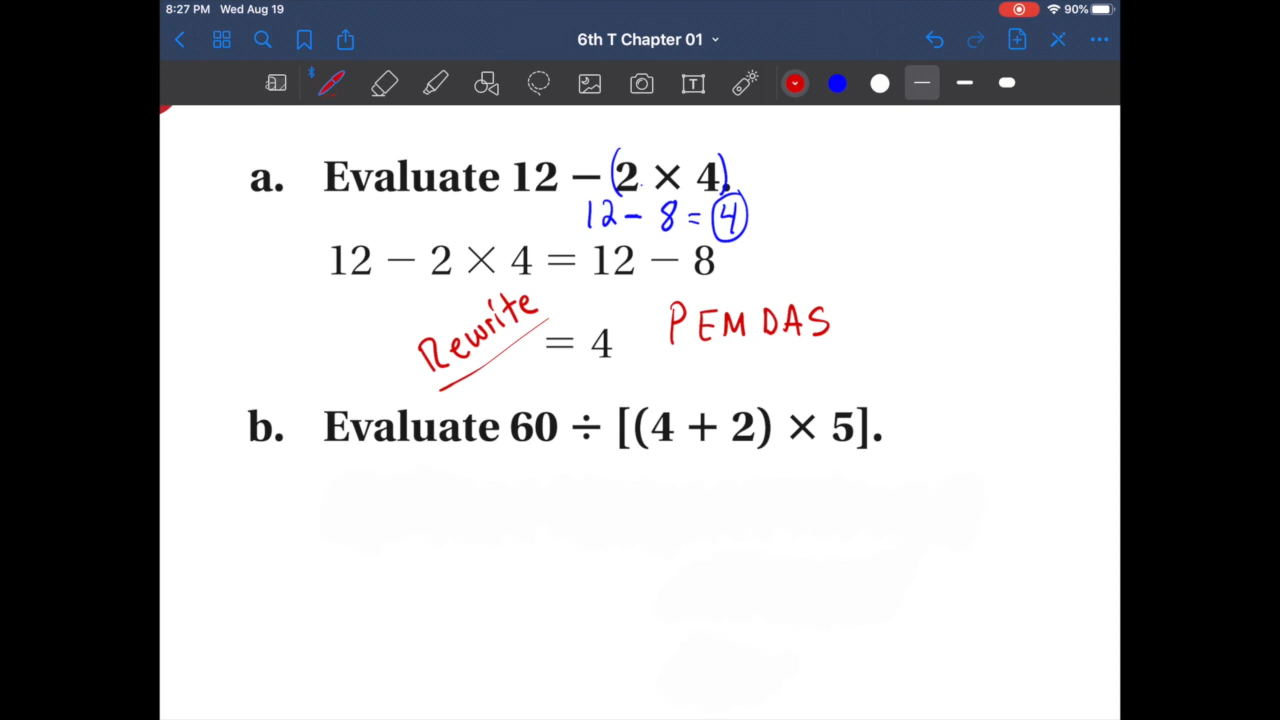 8:27 PM Wed Aug 19 90%
6th T Chapter 01
T
a. Evaluate 12 − (2 × 4).
12 − 8 = 4
12 − 2 × 4 = 12 − 8
Rewrite = 4 PEMDAS
b. Evaluate 60 ÷ [(4 + 2) × 5].